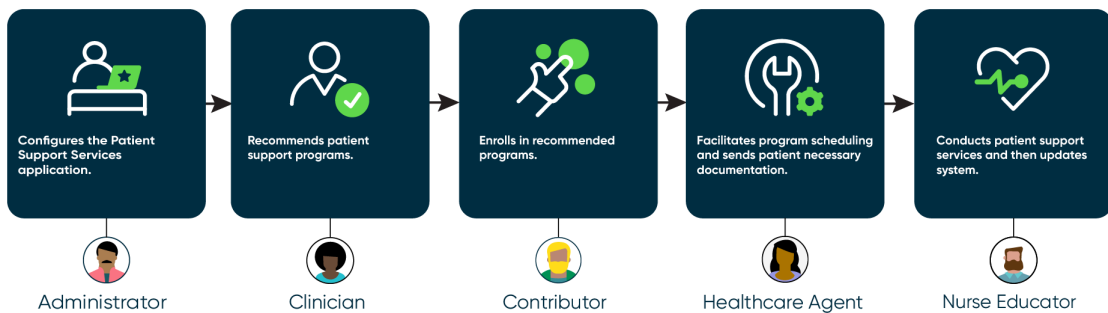 Configures the Patient
Support Services
application.
Recommends patient
support programs.
Enrolls in recommended
programs.
Facilitates program scheduling
and sends patient necessary
documentation.
Conducts patient support
services and then updates
system.
Administrator
Clinician
Contributor
Healthcare Agent
Nurse Educator